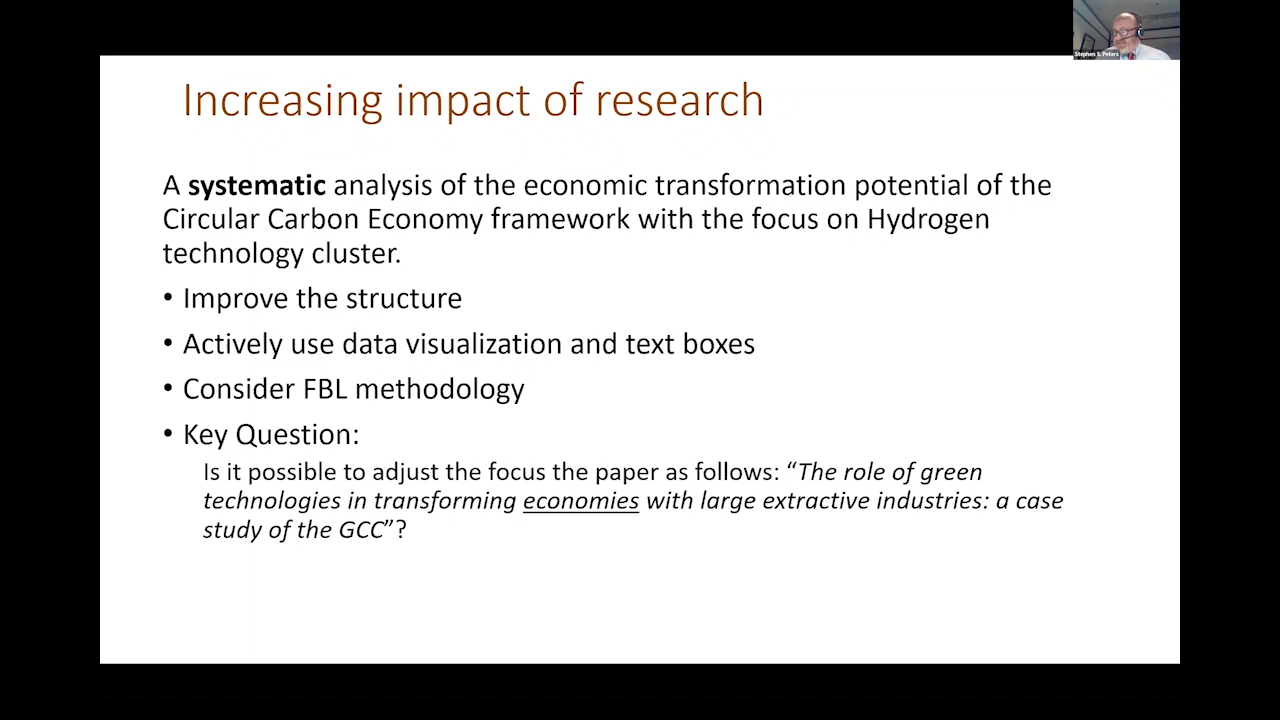 Stephen S. Peters
Increasing impact of research
A systematic analysis of the economic transformation potential of the
Circular Carbon Economy framework with the focus on Hydrogen
technology cluster.
• Improve the structure
• Actively use data visualization and text boxes
• Consider FBL methodology
• Key Question:
Is it possible to adjust the focus the paper as follows: “The role of green
technologies in transforming economies with large extractive industries: a case
study of the GCC”?